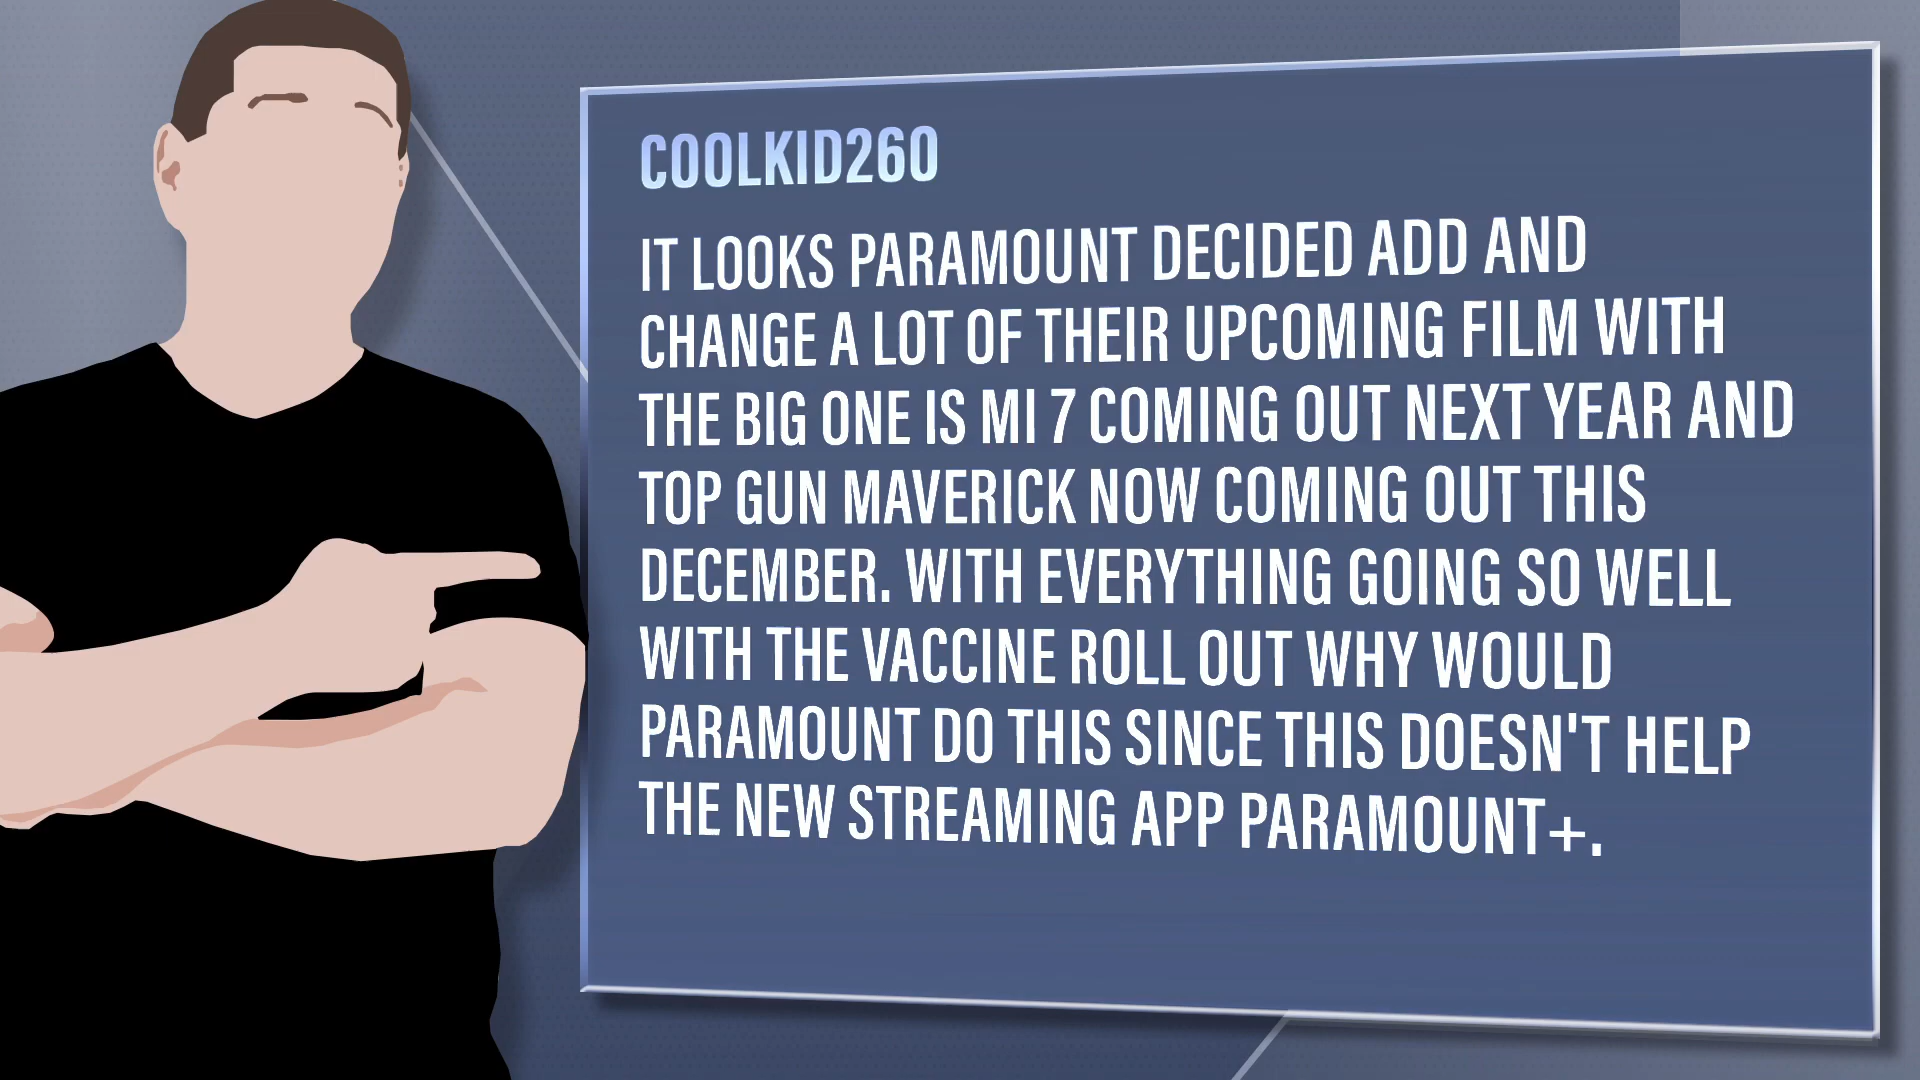 COOLKID260
IT LOOKS PARAMOUNT DECIDED ADD AND
CHANGE A LOT OF THEIR UPCOMING FILM WITH
THE BIG ONE IS MI 7 COMING OUT NEXT YEAR AND
TOP GUN MAVERICK NOW COMING OUT THIS
DECEMBER. WITH EVERYTHING GOING SO WELL
WITH THE VACCINE ROLL OUT WHY WOULD
PARAMOUNT DO THIS SINCE THIS DOESN'T HELP
THE NEW STREAMING APP PARAMOUNT+.